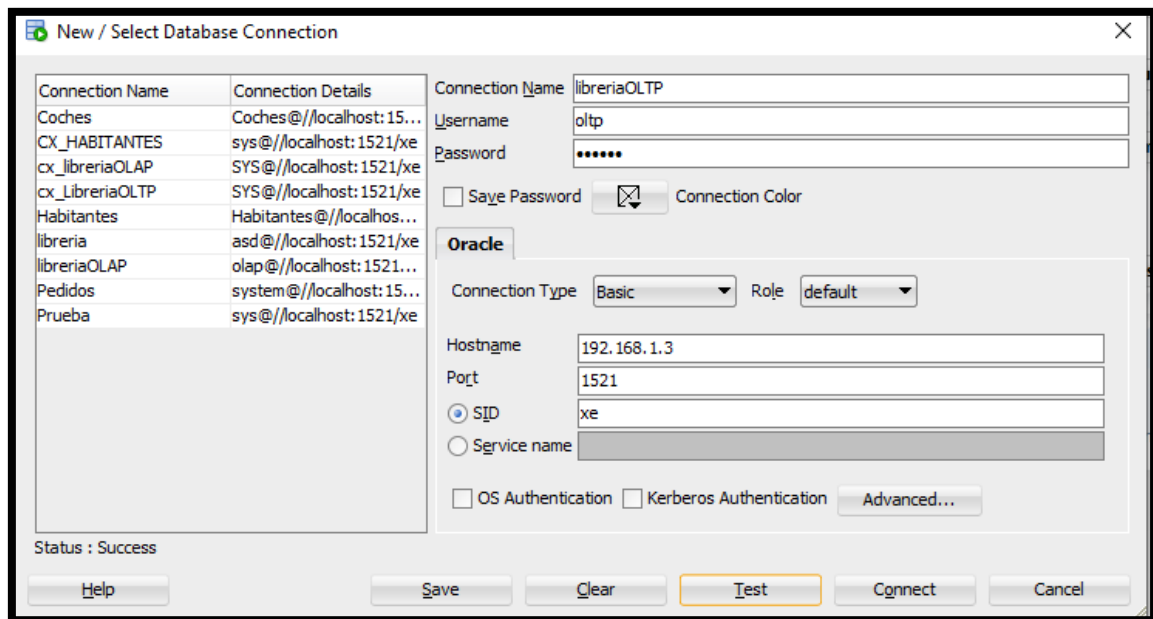 New / Select Database Connection
Connection Name Connection Details
Coches Coches@//localhost:15...
CX_HABITANTES sys@//localhost:1521/xe
cx_libreriaOLAP SYS@//localhost:1521/xe
cx_LibreriaOLTP SYS@//localhost:1521/xe
Habitantes Habitantes@//localhos...
libreria asd@//localhost:1521/xe
libreriaOLAP olap@//localhost:1521...
Pedidos system@//localhost:15...
Prueba sys@//localhost:1521/xe
Connection Name libreriaOLTP
Username oltp
Password ••••••
Save Password Connection Color
Oracle
Connection Type Basic Role default
Hostname 192.168.1.3
Port 1521
SID xe
Service name
OS Authentication Kerberos Authentication Advanced...
Status : Success
Help Save Clear Test Connect Cancel